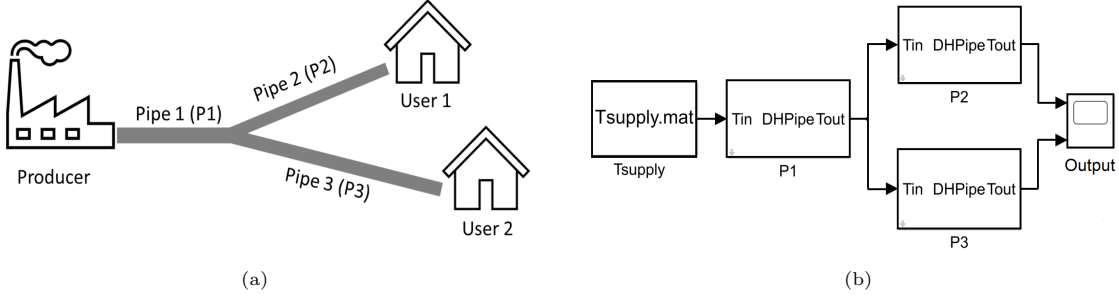 Pipe 1 (P1)
Pipe 2 (P2)
Pipe 3 (P3)
Producer
User 1
User 2
(a)
Tsupply.mat
Tsupply
Tin DHPipe Tout
P1
Tin DHPipe Tout
P2
Tin DHPipe Tout
P3
Output
(b)